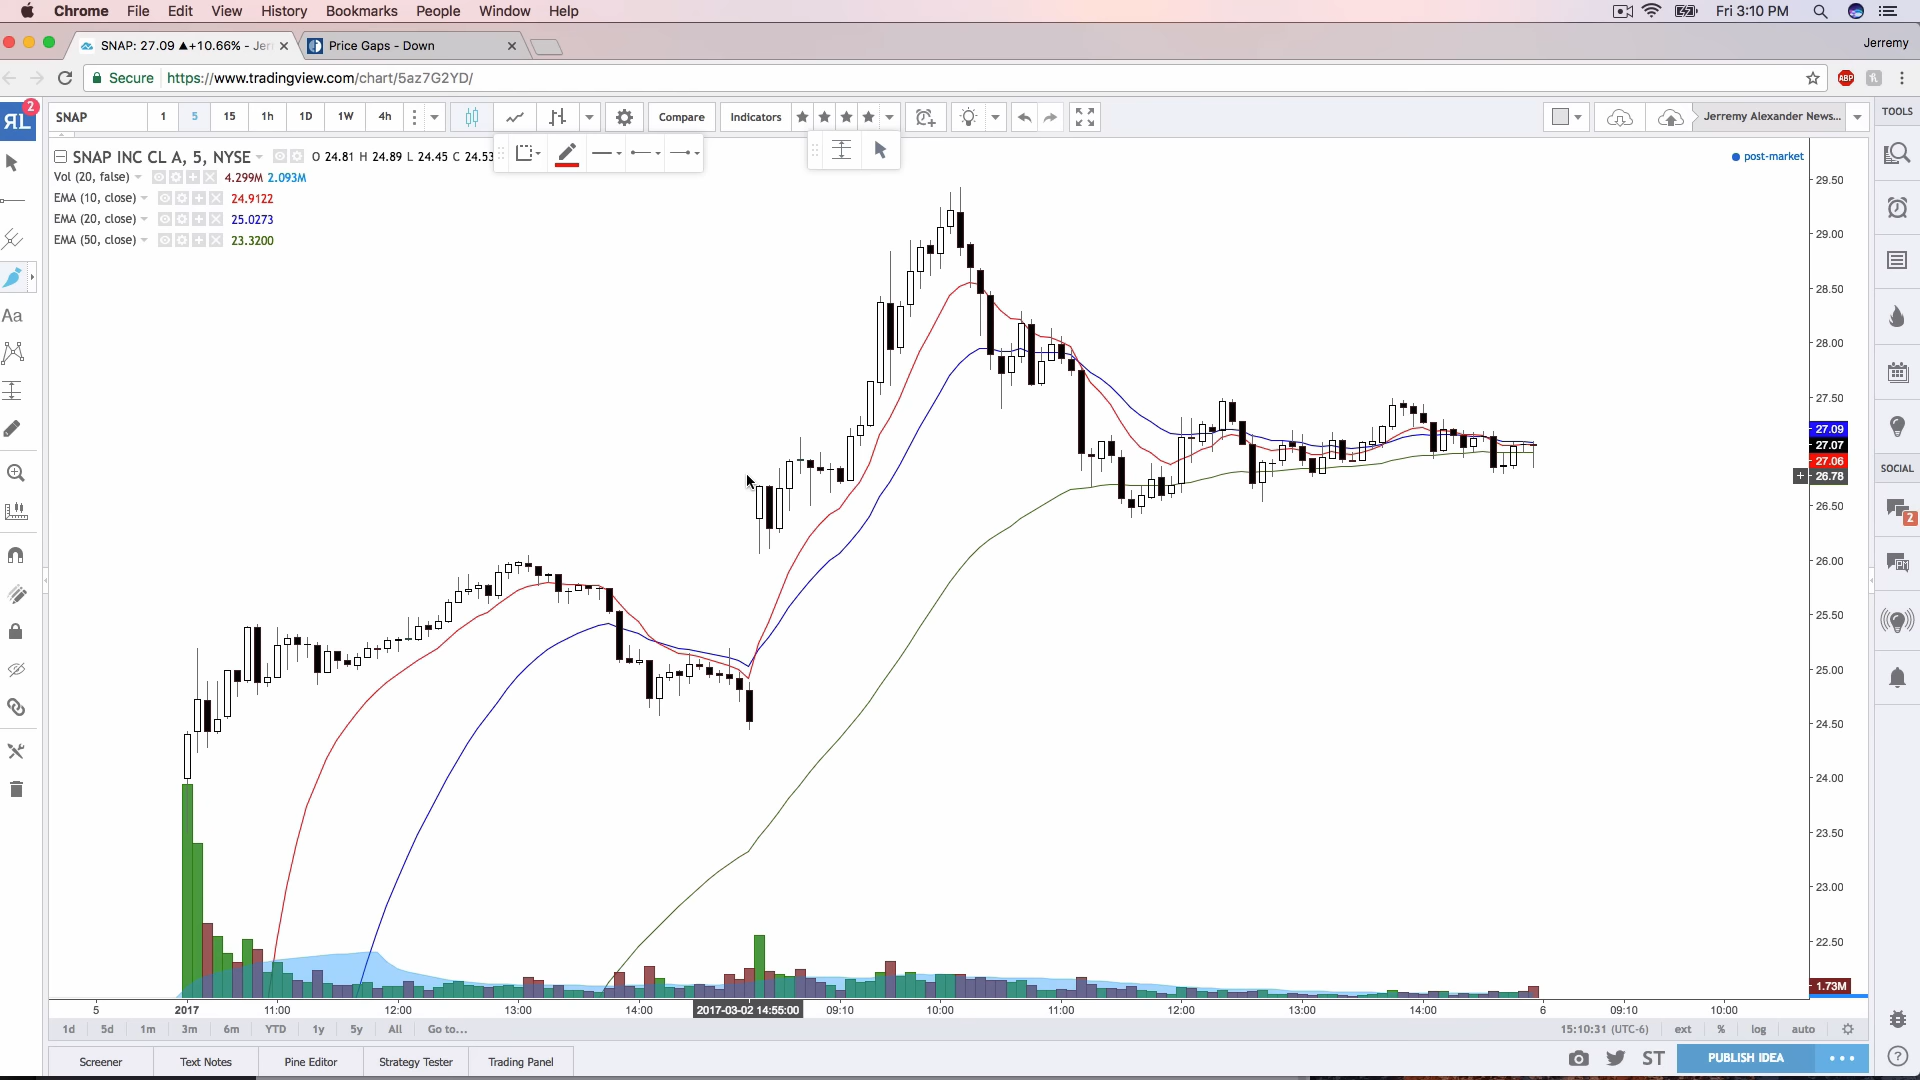 Chrome File Edit View History Bookmarks People Window Help Fri 3:10 PM
SNAP: 27.09 ▲+10.66% - Jer Price Gaps - Down Jerremy
Secure https://www.tradingview.com/chart/5az7G2YD/ ABP
2
SNAP 1 5 15 1h 1D 1W 4h Compare Indicators Jerremy Alexander News... TOOLS
SNAP INC CL A, 5, NYSE O 24.81 H 24.89 L 24.45 C 24.53 post-market
Vol (20, false) 4.299M 2.093M
EMA (10, close) 24.9122
EMA (20, close) 25.0273
EMA (50, close) 23.3200
Aa
29.50
29.00
28.50
28.00
27.50
27.09
27.07
27.06
26.78
26.50
26.00
25.50
25.00
24.50
24.00
23.50
23.00
22.50
1.73M
SOCIAL
2
5 2017 11:00 12:00 13:00 14:00 2017-03-02 14:55:00 09:10 10:00 11:00 12:00 13:00 14:00 6 09:10 10:00
1d 5d 1m 3m 6m YTD 1y 5y All Go to... 15:10:31 (UTC-6) ext % log auto
Screener Text Notes Pine Editor Strategy Tester Trading Panel ST PUBLISH IDEA